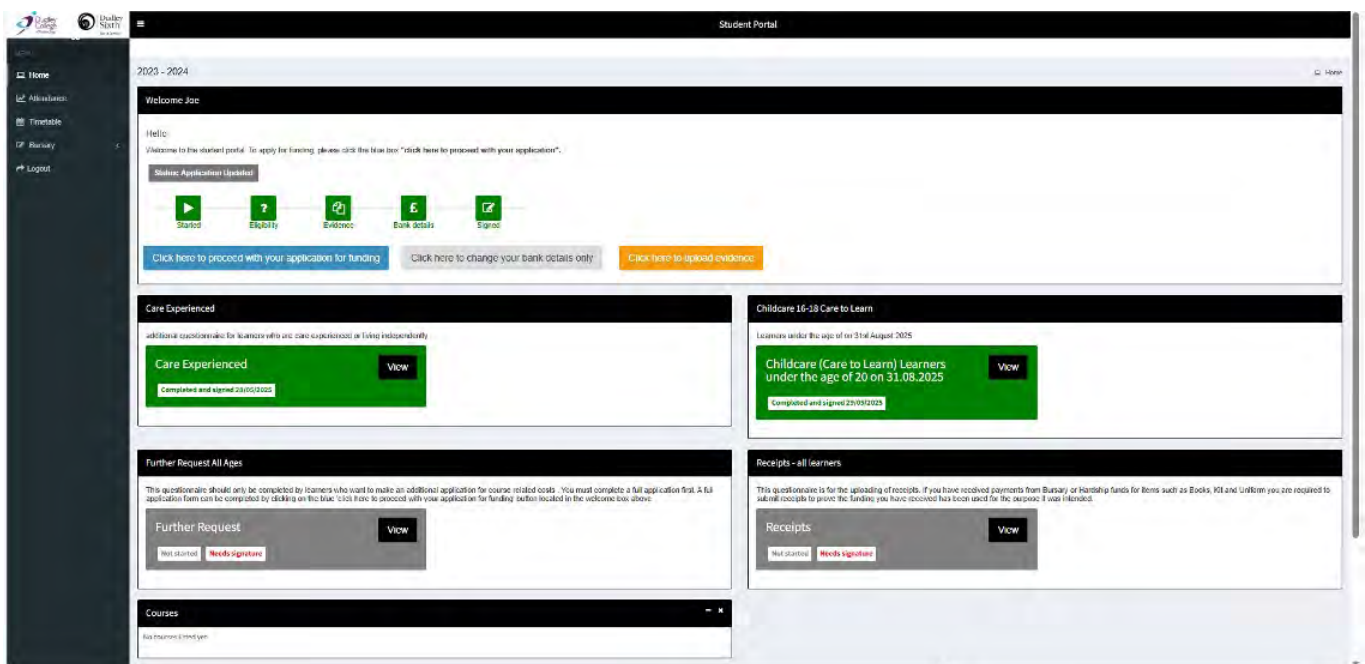 Dudley College
Dudley Sixth
Student Portal
Home
2023 - 2024
Home
Attendance
Welcome Joe
Timetable
Hello
Bursary
Welcome to the student portal. To apply for funding, please click the blue box "click here to proceed with your application".
Logout
Status: Application Updated
Started
Eligibility
Evidence
Bank details
Signed
Click here to proceed with your application for funding
Click here to change your bank details only
Click here to upload evidence
Care Experienced
additional questionnaire for learners who are care experienced or living independently
Care Experienced
View
Completed and signed 29/05/2025
Childcare 16-18 Care to Learn
Learners under the age of on 31st August 2025
Childcare (Care to Learn) Learners
under the age of 20 on 31.08.2025
View
Completed and signed 29/05/2025
Further Request All Ages
This questionnaire should only be completed by learners who want to make an additional application for course related costs . You must complete a full application first. A full
application form can be completed by clicking on the blue 'click here to proceed with your application for funding' button located in the welcome box above
Further Request
View
Not started
Needs signature
Receipts - all learners
This questionnaire is for the uploading of receipts. If you have received payments from Bursary or Hardship funds for items such as Books, Kit and Uniform you are required to
submit receipts to prove the funding you have received has been used for the purpose it was intended.
Receipts
View
Not started
Needs signature
Courses
No courses listed yet